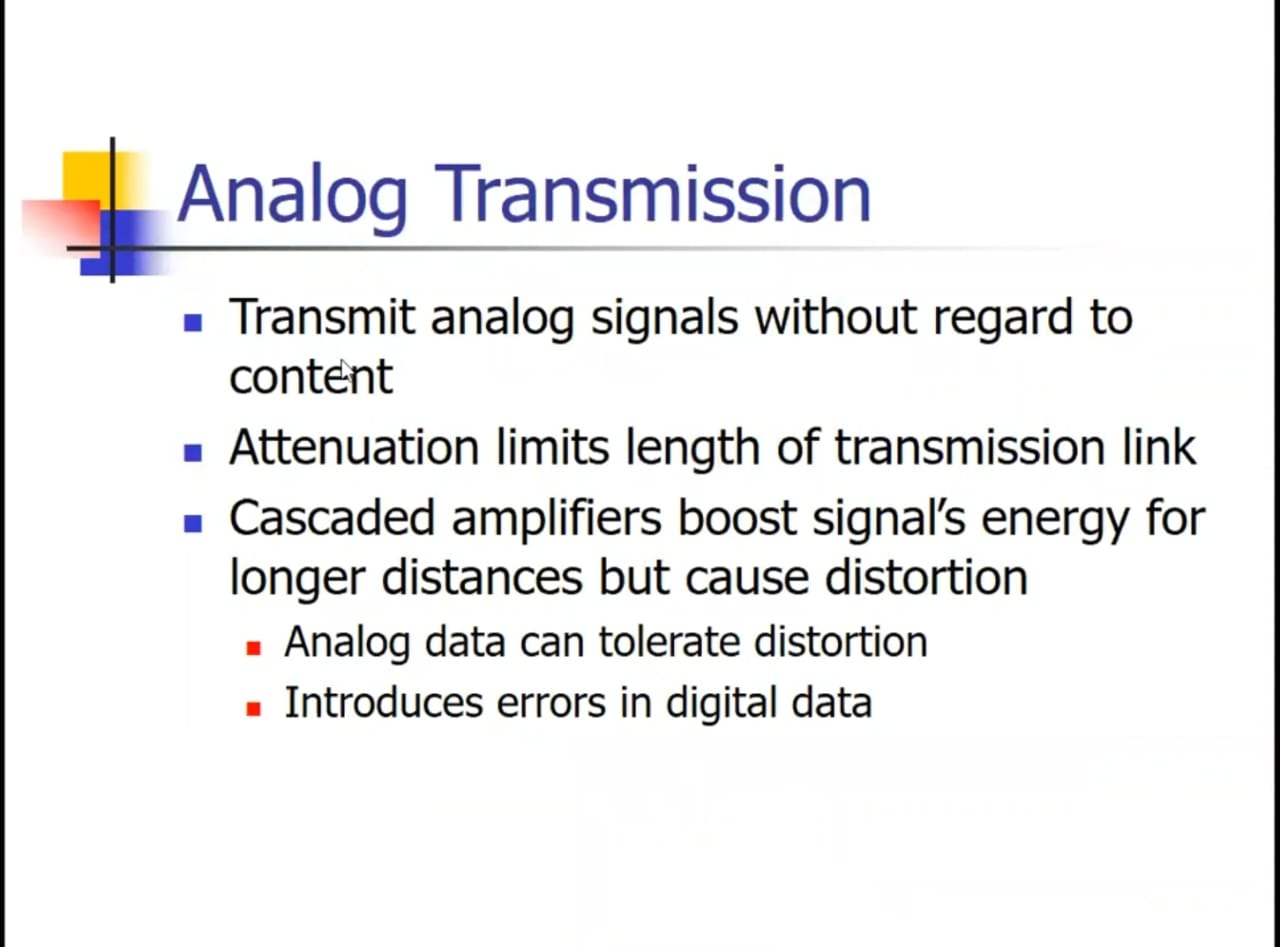 Analog Transmission
Transmit analog signals without regard to
content
Attenuation limits length of transmission link
Cascaded amplifiers boost signal’s energy for
longer distances but cause distortion
Analog data can tolerate distortion
Introduces errors in digital data